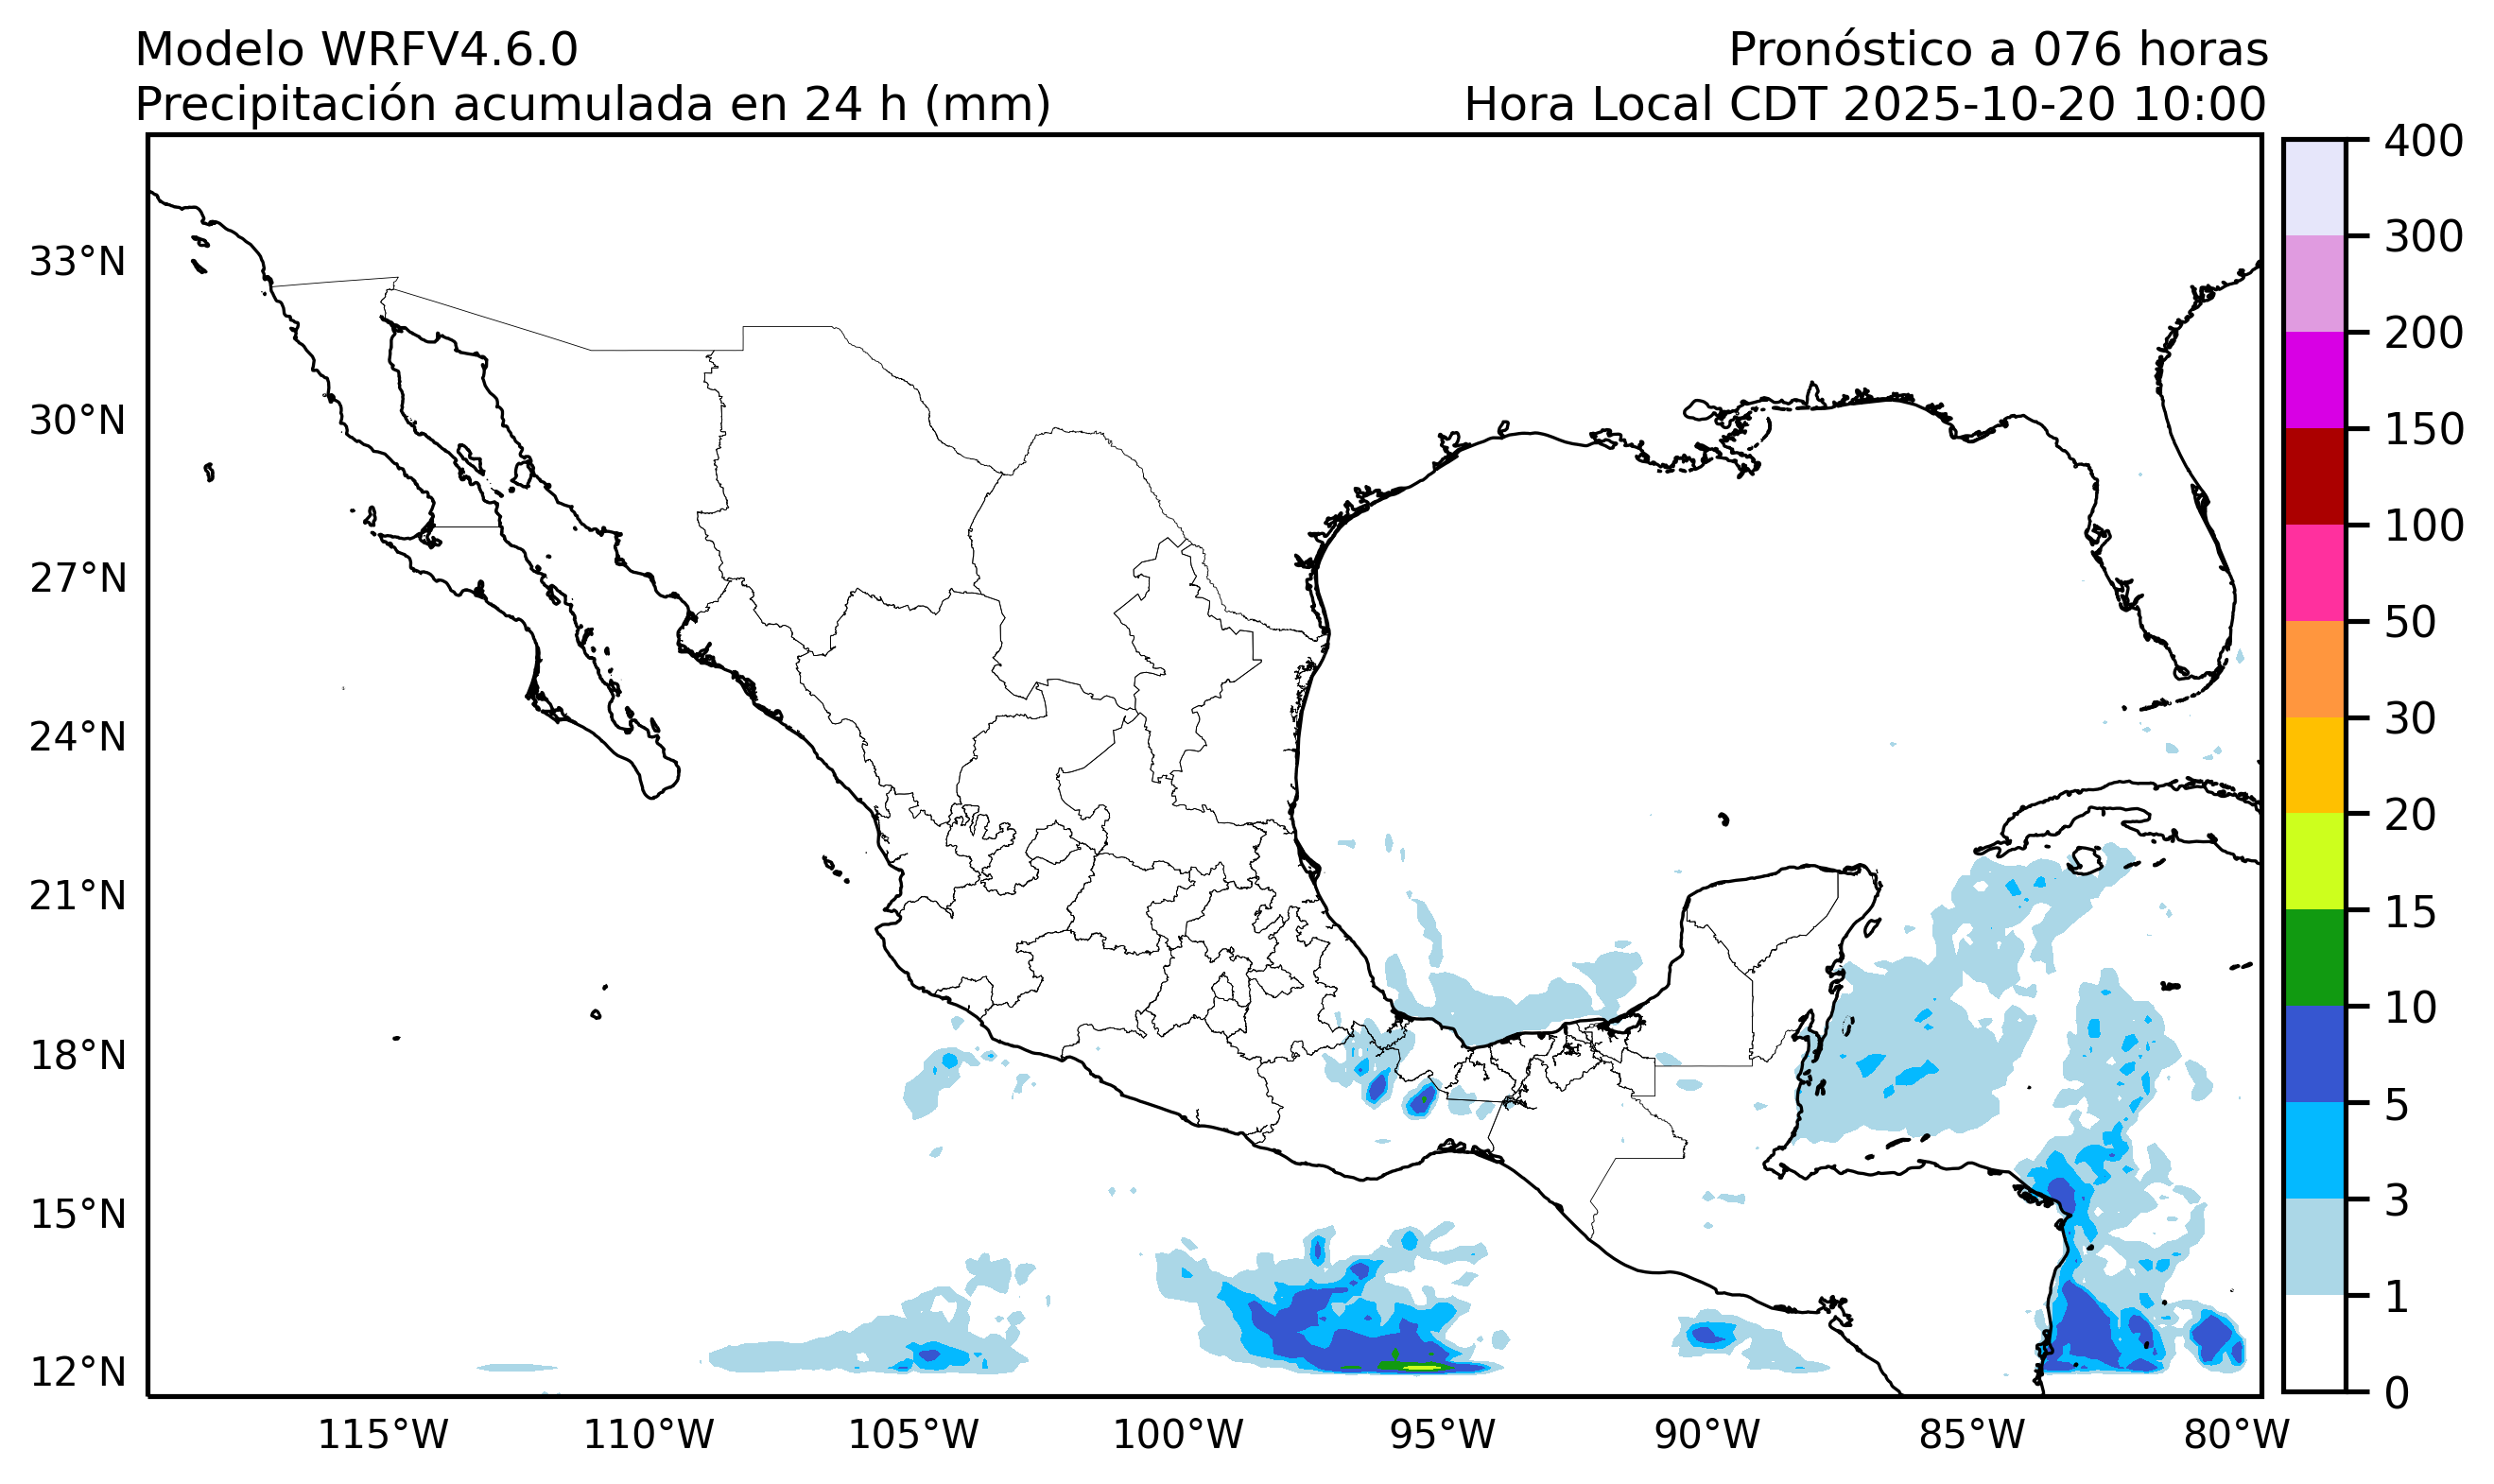 Modelo WRFV4.6.0
Pronóstico a 076 horas
Precipitación acumulada en 24 h (mm)
Hora Local CDT 2025-10-20 10:00
33°N
30°N
27°N
24°N
21°N
18°N
15°N
12°N
115°W
110°W
105°W
100°W
95°W
90°W
85°W
80°W
400
300
200
150
100
50
30
20
15
10
5
3
1
0